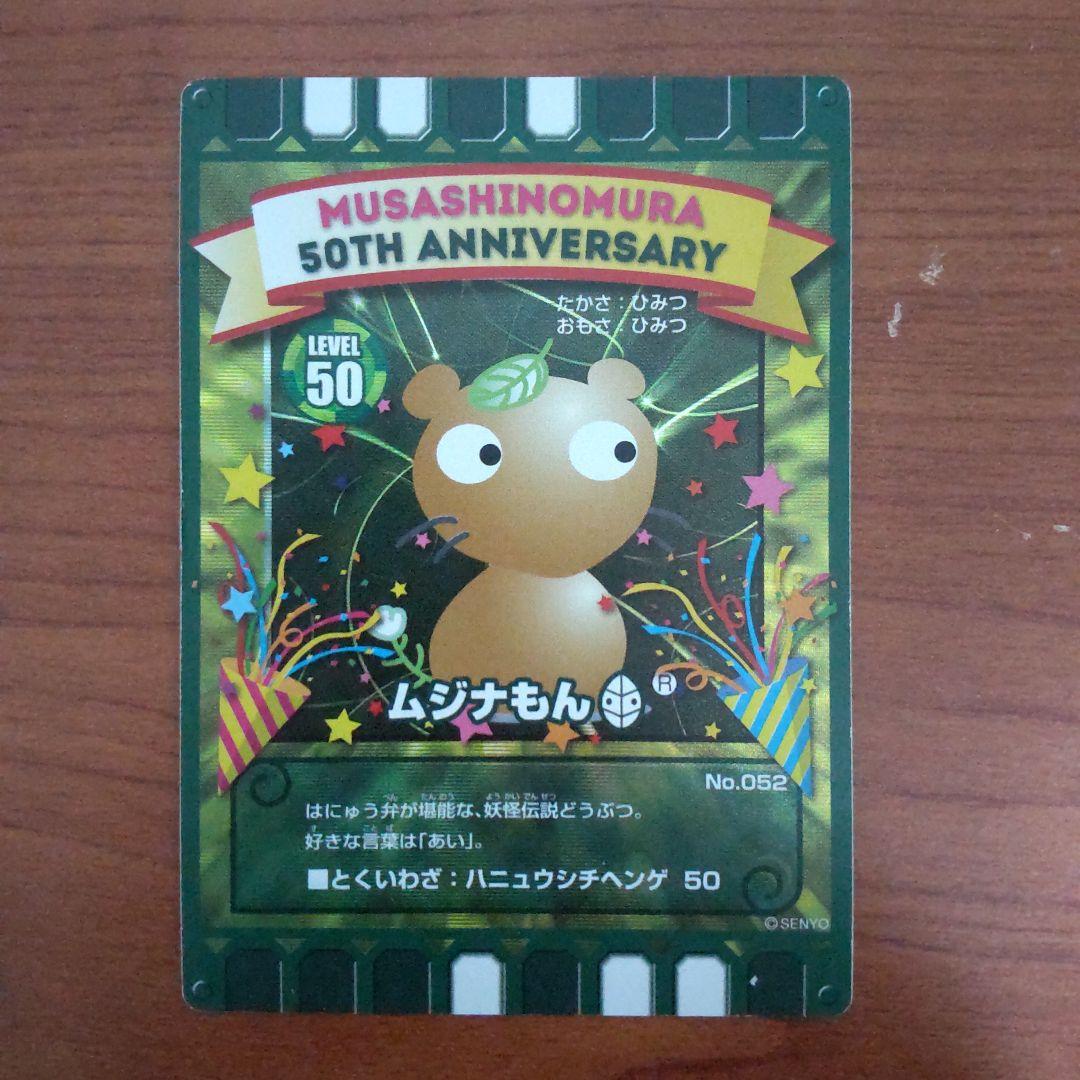 MUSASHINOMURA
50TH ANNIVERSARY
たかさ：ひみつ
おもさ：ひみつ
LEVEL
50
ムジナもん
®
No.052
はにゅう弁が堪能な、妖怪伝説どうぶつ。
好きな言葉は「あい」。
■とくいわざ：ハニュウシチヘンゲ 50
©SENYO